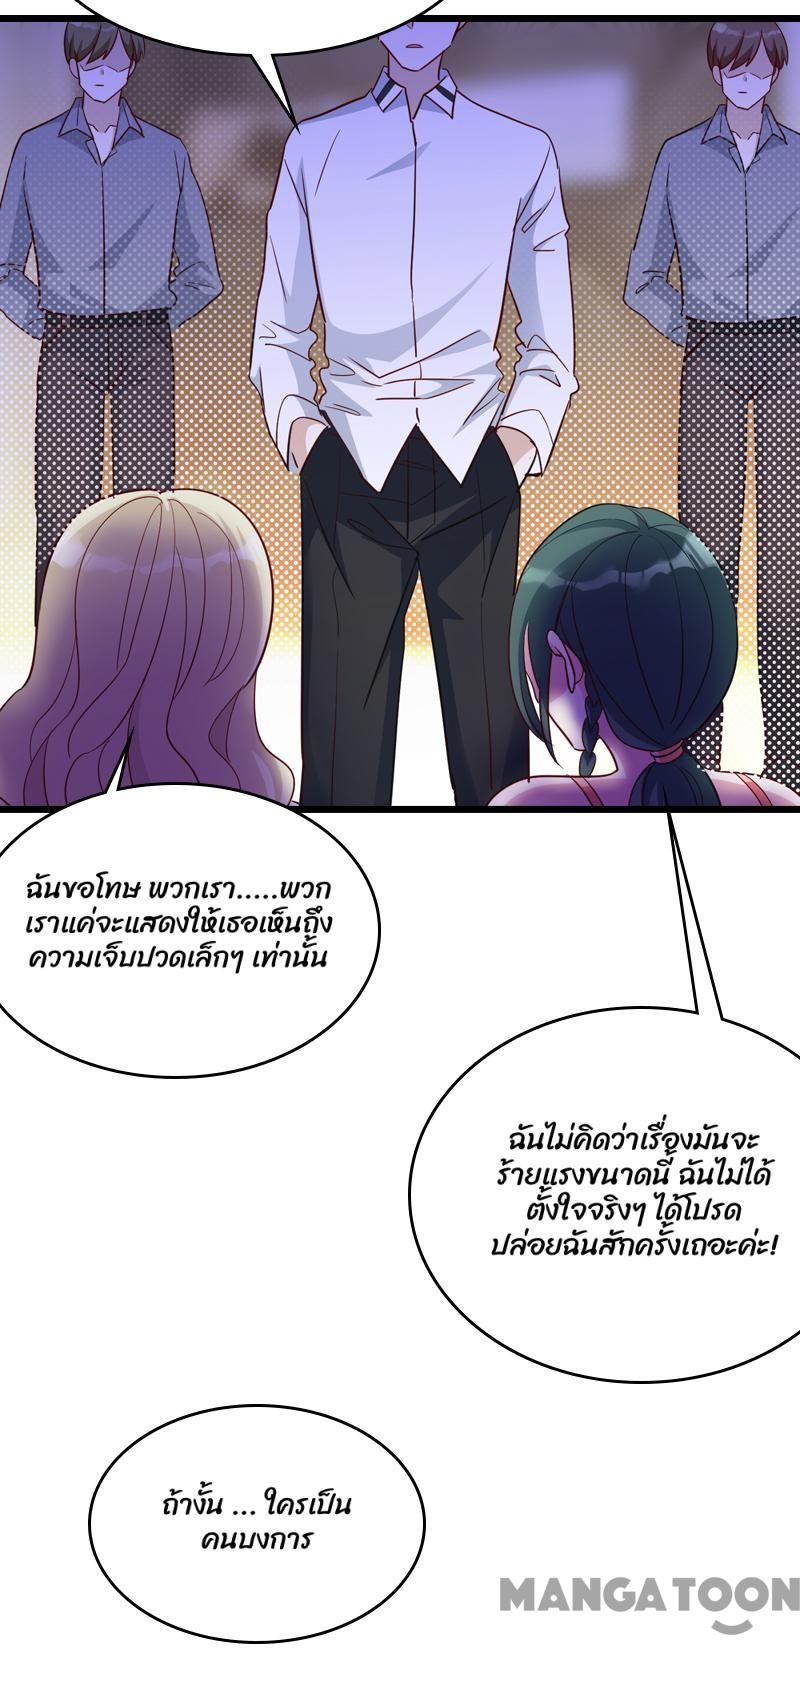 ฉันขอโทษ พวกเรา.....พวก
เราแค่จะแสดงให้เธอเห็นถึง
ความเจ็บปวดเล็กๆ เท่านั้น
ฉันไม่คิดว่าเรื่องมันจะ
ร้ายแรงขนาดนี้ ฉันไม่ได้
ตั้งใจจริงๆ ได้โปรด
ปล่อยฉันสักครั้งเถอะค่ะ!
ถ้างั้น ... ใครเป็น
คนบงการ
MANGATOON